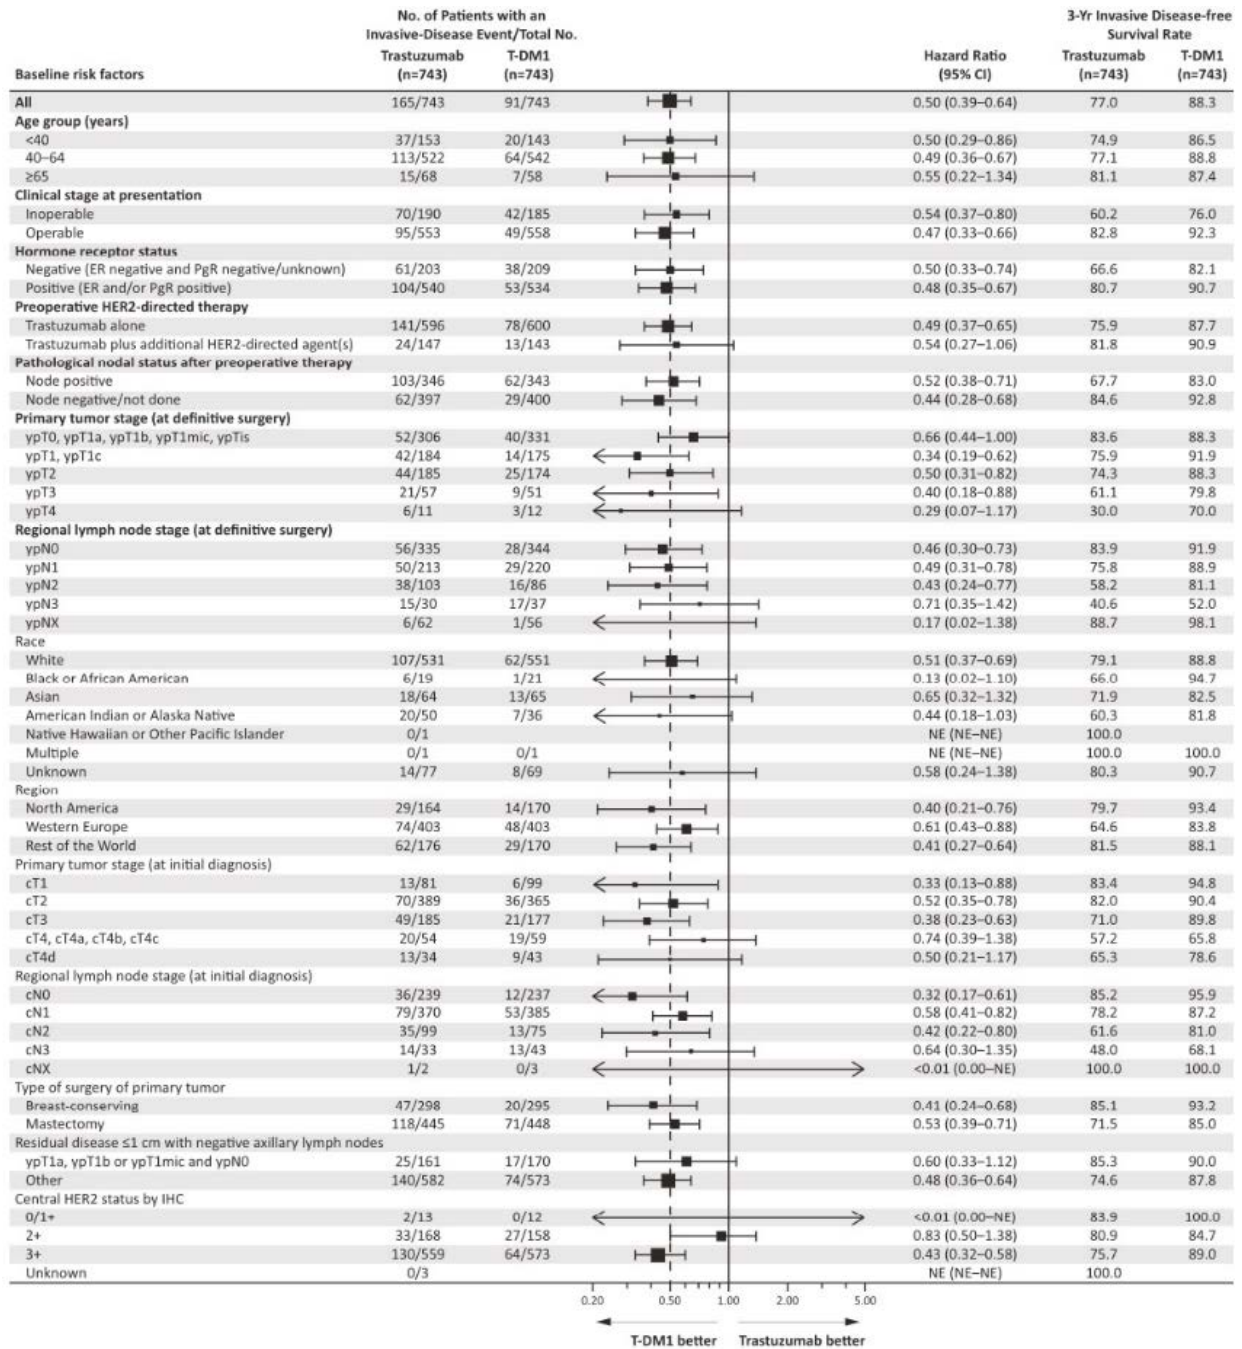 No. of Patients with an Invasive-Disease Event/Total No. 3-Yr Invasive Disease-free Survival Rate
Baseline risk factors Trastuzumab (n=743) T-DM1 (n=743) Hazard Ratio (95% CI) Trastuzumab (n=743) T-DM1 (n=743)
All 165/743 91/743 0.50 (0.39–0.64) 77.0 88.3
Age group (years)
<40 37/153 20/143 0.50 (0.29–0.86) 74.9 86.5
40–64 113/522 64/542 0.49 (0.36–0.67) 77.1 88.8
≥65 15/68 7/58 0.55 (0.22–1.34) 81.1 87.4
Clinical stage at presentation
Inoperable 70/190 42/185 0.54 (0.37–0.80) 60.2 76.0
Operable 95/553 49/558 0.47 (0.33–0.66) 82.8 92.3
Hormone receptor status
Negative (ER negative and PgR negative/unknown) 61/203 38/209 0.50 (0.33–0.74) 66.6 82.1
Positive (ER and/or PgR positive) 104/540 53/534 0.48 (0.35–0.67) 80.7 90.7
Preoperative HER2-directed therapy
Trastuzumab alone 141/596 78/600 0.49 (0.37–0.65) 75.9 87.7
Trastuzumab plus additional HER2-directed agent(s) 24/147 13/143 0.54 (0.27–1.06) 81.8 90.9
Pathological nodal status after preoperative therapy
Node positive 103/346 62/343 0.52 (0.38–0.71) 67.7 83.0
Node negative/not done 62/397 29/400 0.44 (0.28–0.68) 84.6 92.8
Primary tumor stage (at definitive surgery)
ypT0, ypT1a, ypT1b, ypT1mic, ypTis 52/306 40/331 0.66 (0.44–1.00) 83.6 88.3
ypT1, ypT1c 42/184 14/175 0.34 (0.19–0.62) 75.9 91.9
ypT2 44/185 25/174 0.50 (0.31–0.82) 74.3 88.3
ypT3 21/57 9/51 0.40 (0.18–0.88) 61.1 79.8
ypT4 6/11 3/12 0.29 (0.07–1.17) 30.0 70.0
Regional lymph node stage (at definitive surgery)
ypN0 56/335 28/344 0.46 (0.30–0.73) 83.9 91.9
ypN1 50/213 29/220 0.49 (0.31–0.78) 75.8 88.9
ypN2 38/103 16/86 0.43 (0.24–0.77) 58.2 81.1
ypN3 15/30 17/37 0.71 (0.35–1.42) 40.6 52.0
ypNX 6/62 1/56 0.17 (0.02–1.38) 88.7 98.1
Race
White 107/531 62/551 0.51 (0.37–0.69) 79.1 88.8
Black or African American 6/19 1/21 0.13 (0.02–1.10) 66.0 94.7
Asian 18/64 13/65 0.65 (0.32–1.32) 71.9 82.5
American Indian or Alaska Native 20/50 7/36 0.44 (0.18–1.03) 60.3 81.8
Native Hawaiian or Other Pacific Islander 0/1 NE (NE–NE) 100.0
Multiple 0/1 0/1 NE (NE–NE) 100.0 100.0
Unknown 14/77 8/69 0.58 (0.24–1.38) 80.3 90.7
Region
North America 29/164 14/170 0.40 (0.21–0.76) 79.7 93.4
Western Europe 74/403 48/403 0.61 (0.43–0.88) 64.6 83.8
Rest of the World 62/176 29/170 0.41 (0.27–0.64) 81.5 88.1
Primary tumor stage (at initial diagnosis)
cT1 13/81 6/99 0.33 (0.13–0.88) 83.4 94.8
cT2 70/389 36/365 0.52 (0.35–0.78) 82.0 90.4
cT3 49/185 21/177 0.38 (0.23–0.63) 71.0 89.8
cT4, cT4a, cT4b, cT4c 20/54 19/59 0.74 (0.39–1.38) 57.2 65.8
cT4d 13/34 9/43 0.50 (0.21–1.17) 65.3 78.6
Regional lymph node stage (at initial diagnosis)
cN0 36/239 12/237 0.32 (0.17–0.61) 85.2 95.9
cN1 79/370 53/385 0.58 (0.41–0.82) 78.2 87.2
cN2 35/99 13/75 0.42 (0.22–0.80) 61.6 81.0
cN3 14/33 13/43 0.64 (0.30–1.35) 48.0 68.1
cNX 1/2 0/3 <0.01 (0.00–NE) 100.0 100.0
Type of surgery of primary tumor
Breast-conserving 47/298 20/295 0.41 (0.24–0.68) 85.1 93.2
Mastectomy 118/445 71/448 0.53 (0.39–0.71) 71.5 85.0
Residual disease ≤1 cm with negative axillary lymph nodes
ypT1a, ypT1b or ypT1mic and ypN0 25/161 17/170 0.60 (0.33–1.12) 85.3 90.0
Other 140/582 74/573 0.48 (0.36–0.64) 74.6 87.8
Central HER2 status by IHC
0/1+ 2/13 0/12 <0.01 (0.00–NE) 83.9 100.0
2+ 33/168 27/158 0.83 (0.50–1.38) 80.9 84.7
3+ 130/559 64/573 0.43 (0.32–0.58) 75.7 89.0
Unknown 0/3 NE (NE–NE) 100.0
0.20 0.50 1.00 2.00 5.00
T-DM1 better Trastuzumab better